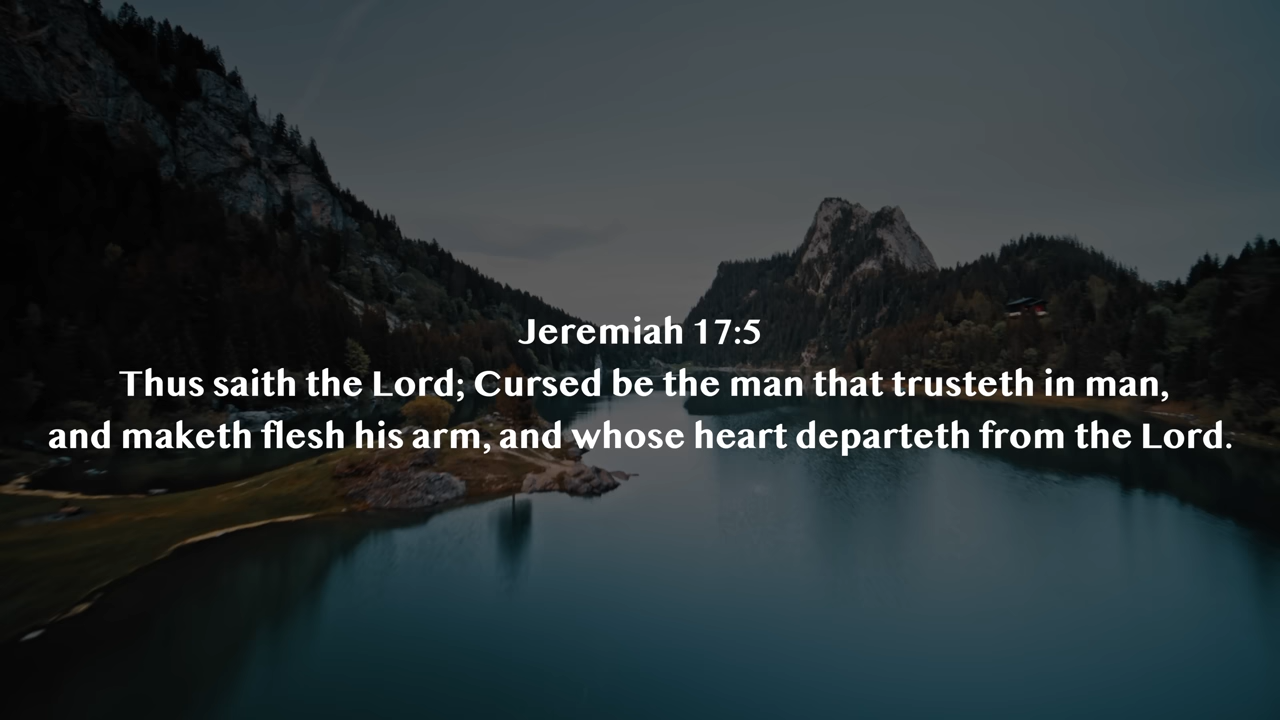 Jeremiah 17:5
Thus saith the Lord; Cursed be the man that trusteth in man,
and maketh flesh his arm, and whose heart departeth from the Lord.